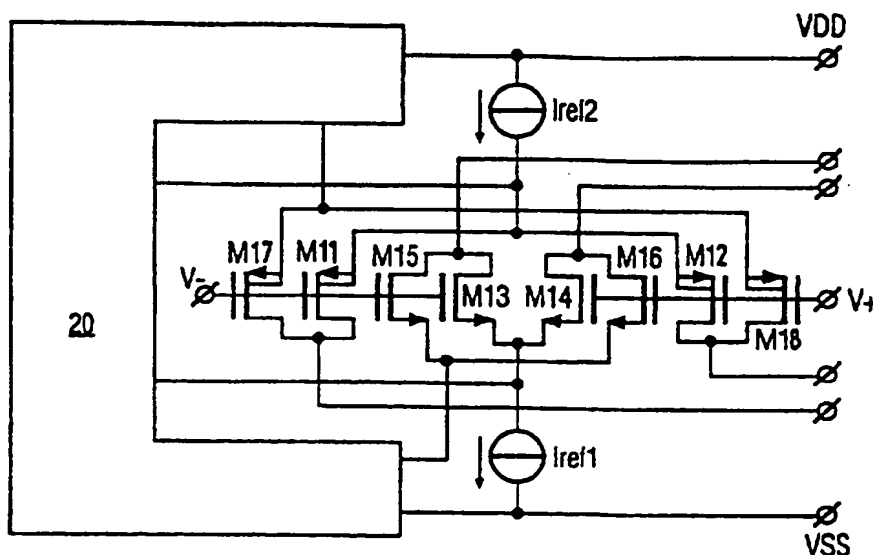 VDD
Iref2
M17
M11
M15
M16
M12
V-
M13
M14
V+
20
M18
Iref1
VSS